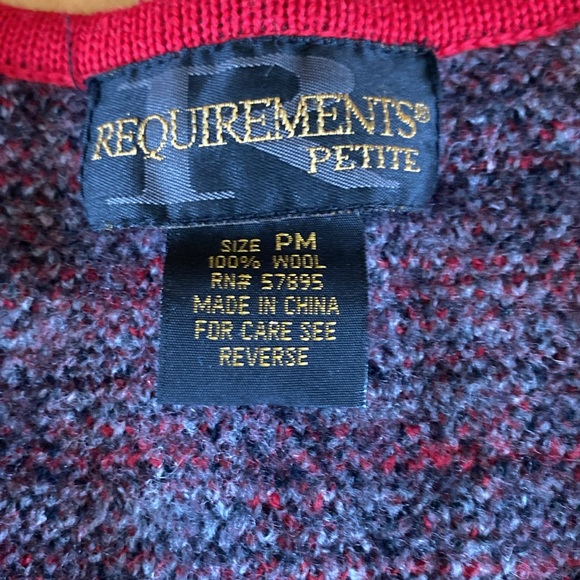 R
REQUIREMENTS®
PETITE
SIZE PM
100% WOOL
RN# 57895
MADE IN CHINA
FOR CARE SEE
REVERSE